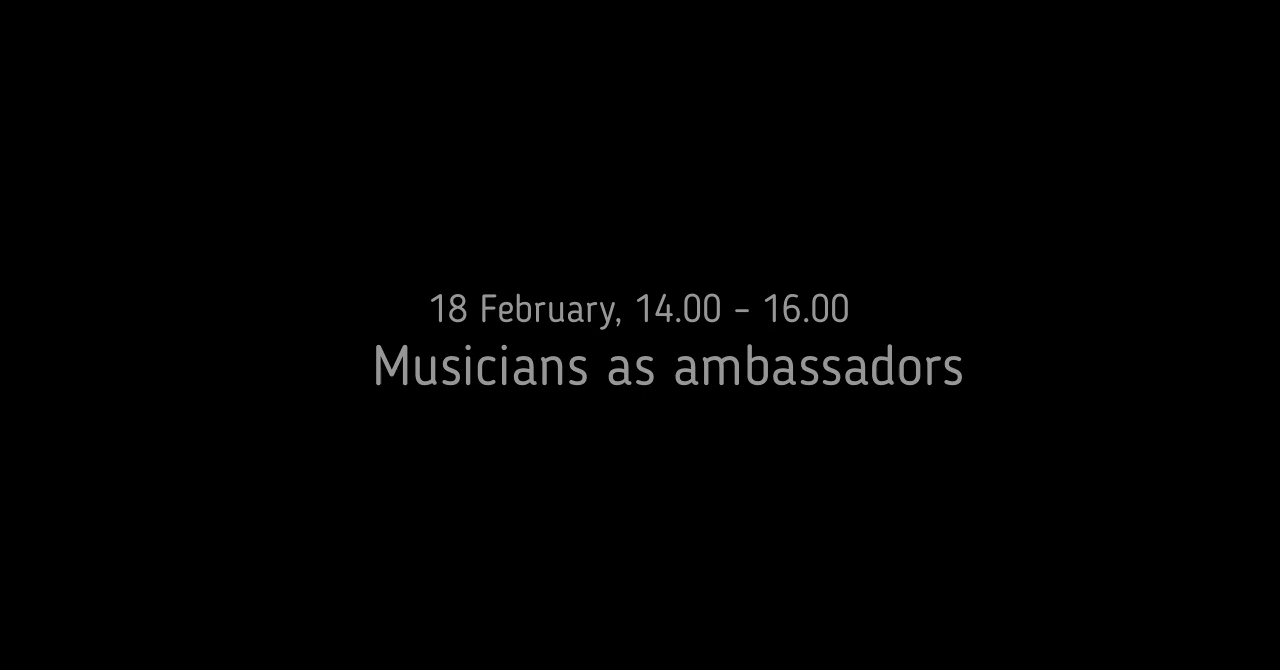 18 February, 14.00 – 16.00
Musicians as ambassadors